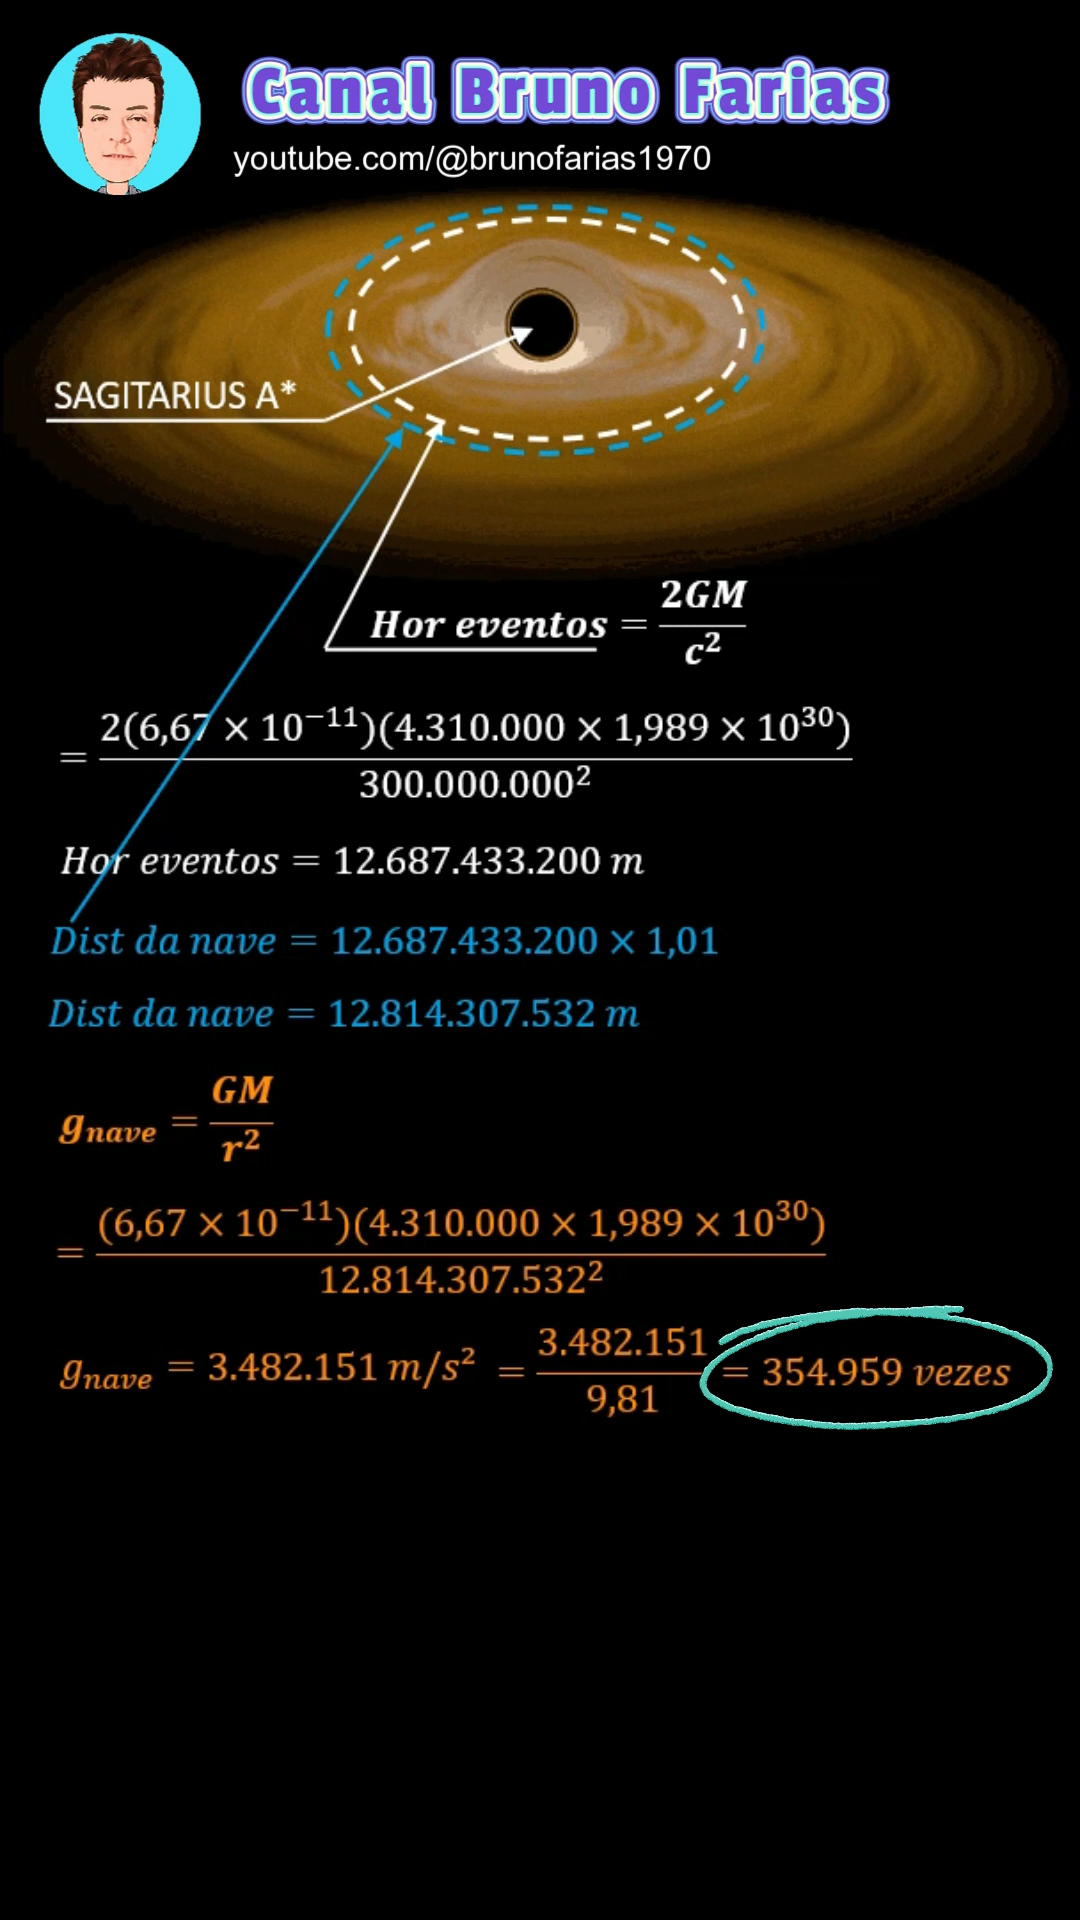 Canal Bruno Farias
youtube.com/@brunofarias1970
SAGITARIUS A*
Hor eventos = 2GM / c²
= 2(6,67 × 10⁻¹¹)(4.310.000 × 1,989 × 10³⁰) / 300.000.000²
Hor eventos = 12.687.433.200 m
Dist da nave = 12.687.433.200 × 1,01
Dist da nave = 12.814.307.532 m
g_nave = GM / r²
= (6,67 × 10⁻¹¹)(4.310.000 × 1,989 × 10³⁰) / 12.814.307.532²
g_nave = 3.482.151 m/s² = 3.482.151 / 9,81 = 354.959 vezes